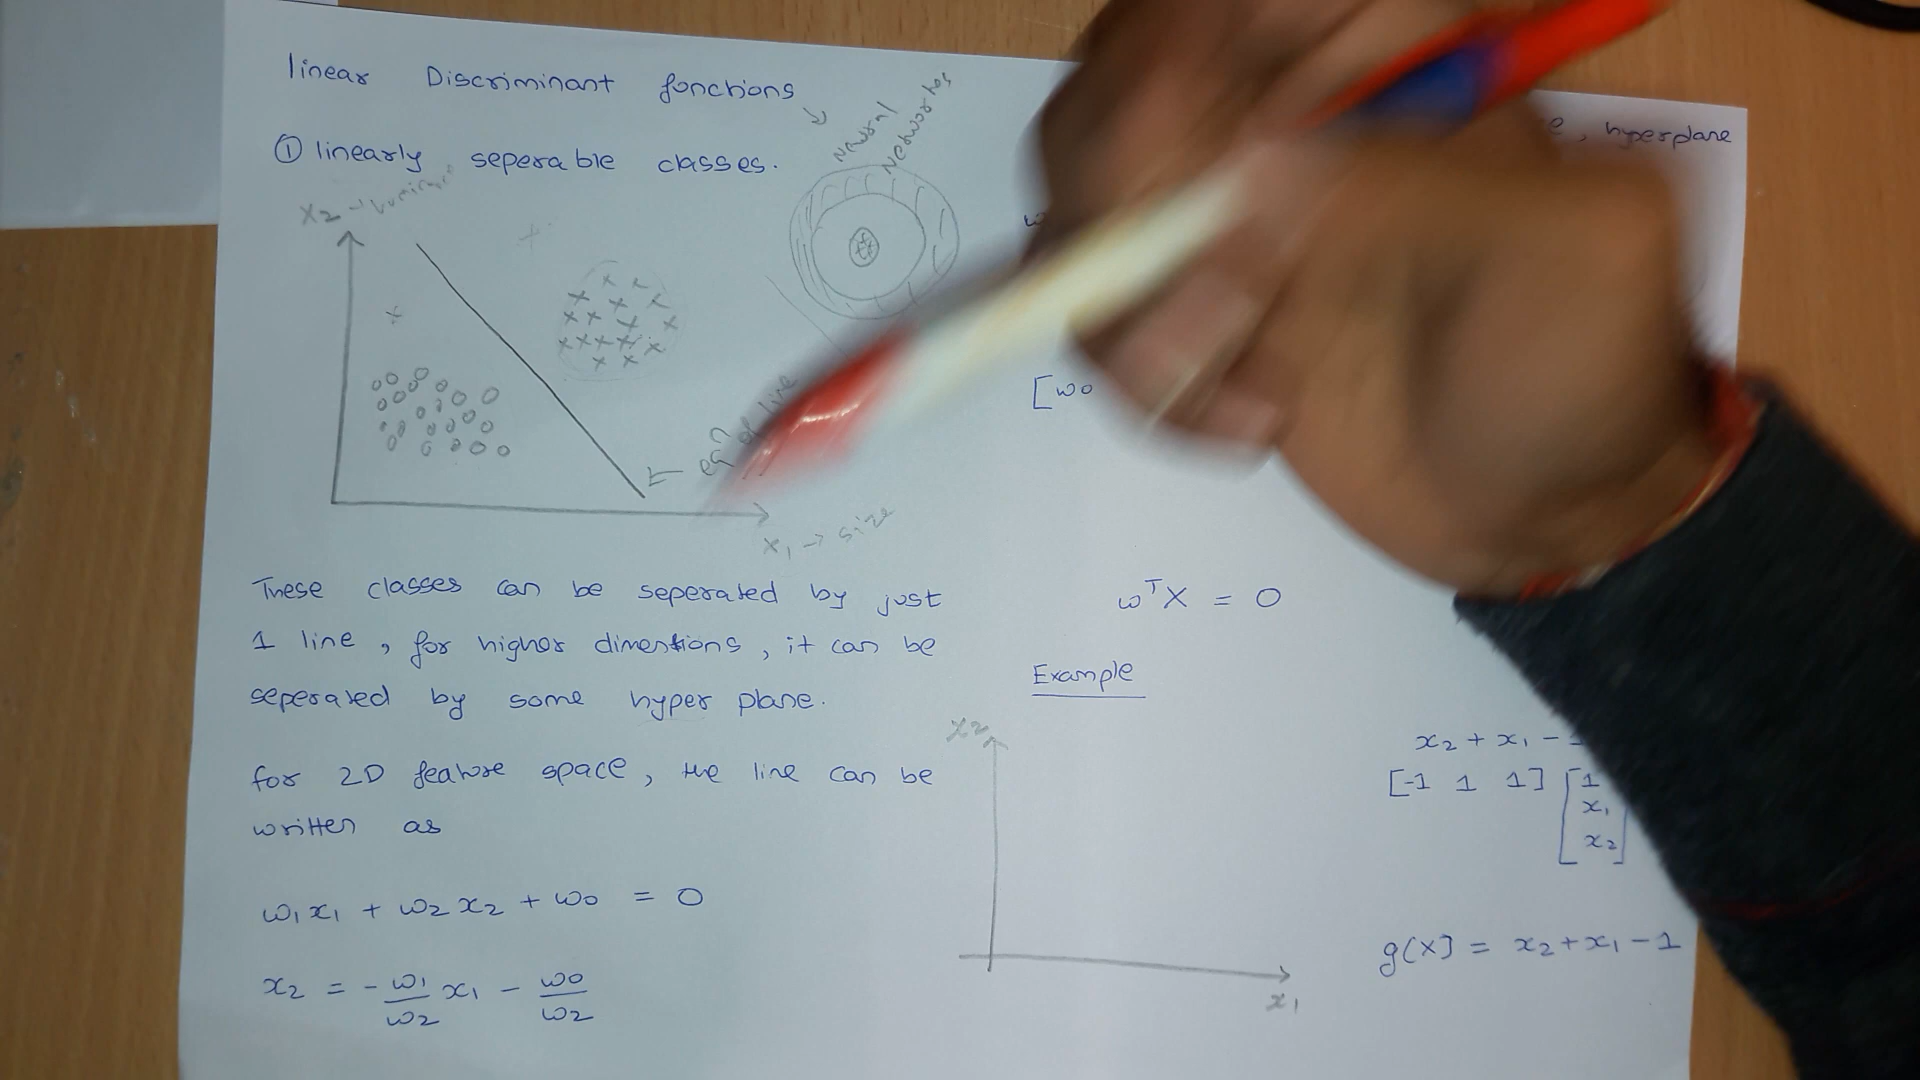 linear Discriminant fonctions
Neural
Networks
① linearly seperable classes.
x2 →
eqn of line
x1 → size
These classes can be seperated by just
1 line, for higher dimentions, it can be
seperated by some hyper plane.
for 2D feature space, the line can be
written as
w1x1 + w2x2 + w0 = 0
x2 = - w1/w2 x1 - w0/w2
, hyperplane
[w0
wᵀX = 0
Example
x2
x1
x2 + x1 -
[-1 1 1] [1
x1
x2]
g(X) = x2 + x1 - 1